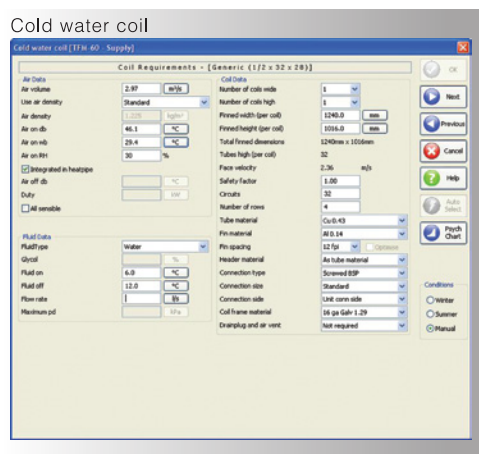 Cold water coil
Cold water coil [TFN-60 - Supply]
Coil Requirements - [Generic (1/2 x 32 x 28)]
Air Data
Air volume 2.97 m³/s
Use air density Standard
Air density 1.225 kg/m³
Air on db 46.1 °C
Air on wb 29.4 °C
Air on RH 30 %
Integrated in heatpipe
Air off db °C
Duty kW
All sensible
Fluid Data
FluidType Water
Glycol %
Fluid on 6.0 °C
Fluid off 12.0 °C
Flow rate l/s
Maximum pd kPa
Coil Data
Number of coils wide 1
Number of coils high 1
Finned width (per coil) 1240.0 mm
Finned height (per coil) 1016.0 mm
Total finned dimensions 1240mm x 1016mm
Tubes high (per coil) 32
Face velocity 2.36 m/s
Safety factor 1.00
Circuits 32
Number of rows 4
Tube material Cu 0.43
Fin material Al 0.14
Fin spacing 12 fpi Optimise
Header material As tube material
Connection type Screwed BSP
Connection size Standard
Connection side Unit conn side
Coil frame material 16 ga Galv 1.29
Drainplug and air vent Not required
OK
Next
Previous
Cancel
Help
Auto Select
Psych Chart
Conditions
Winter
Summer
Manual